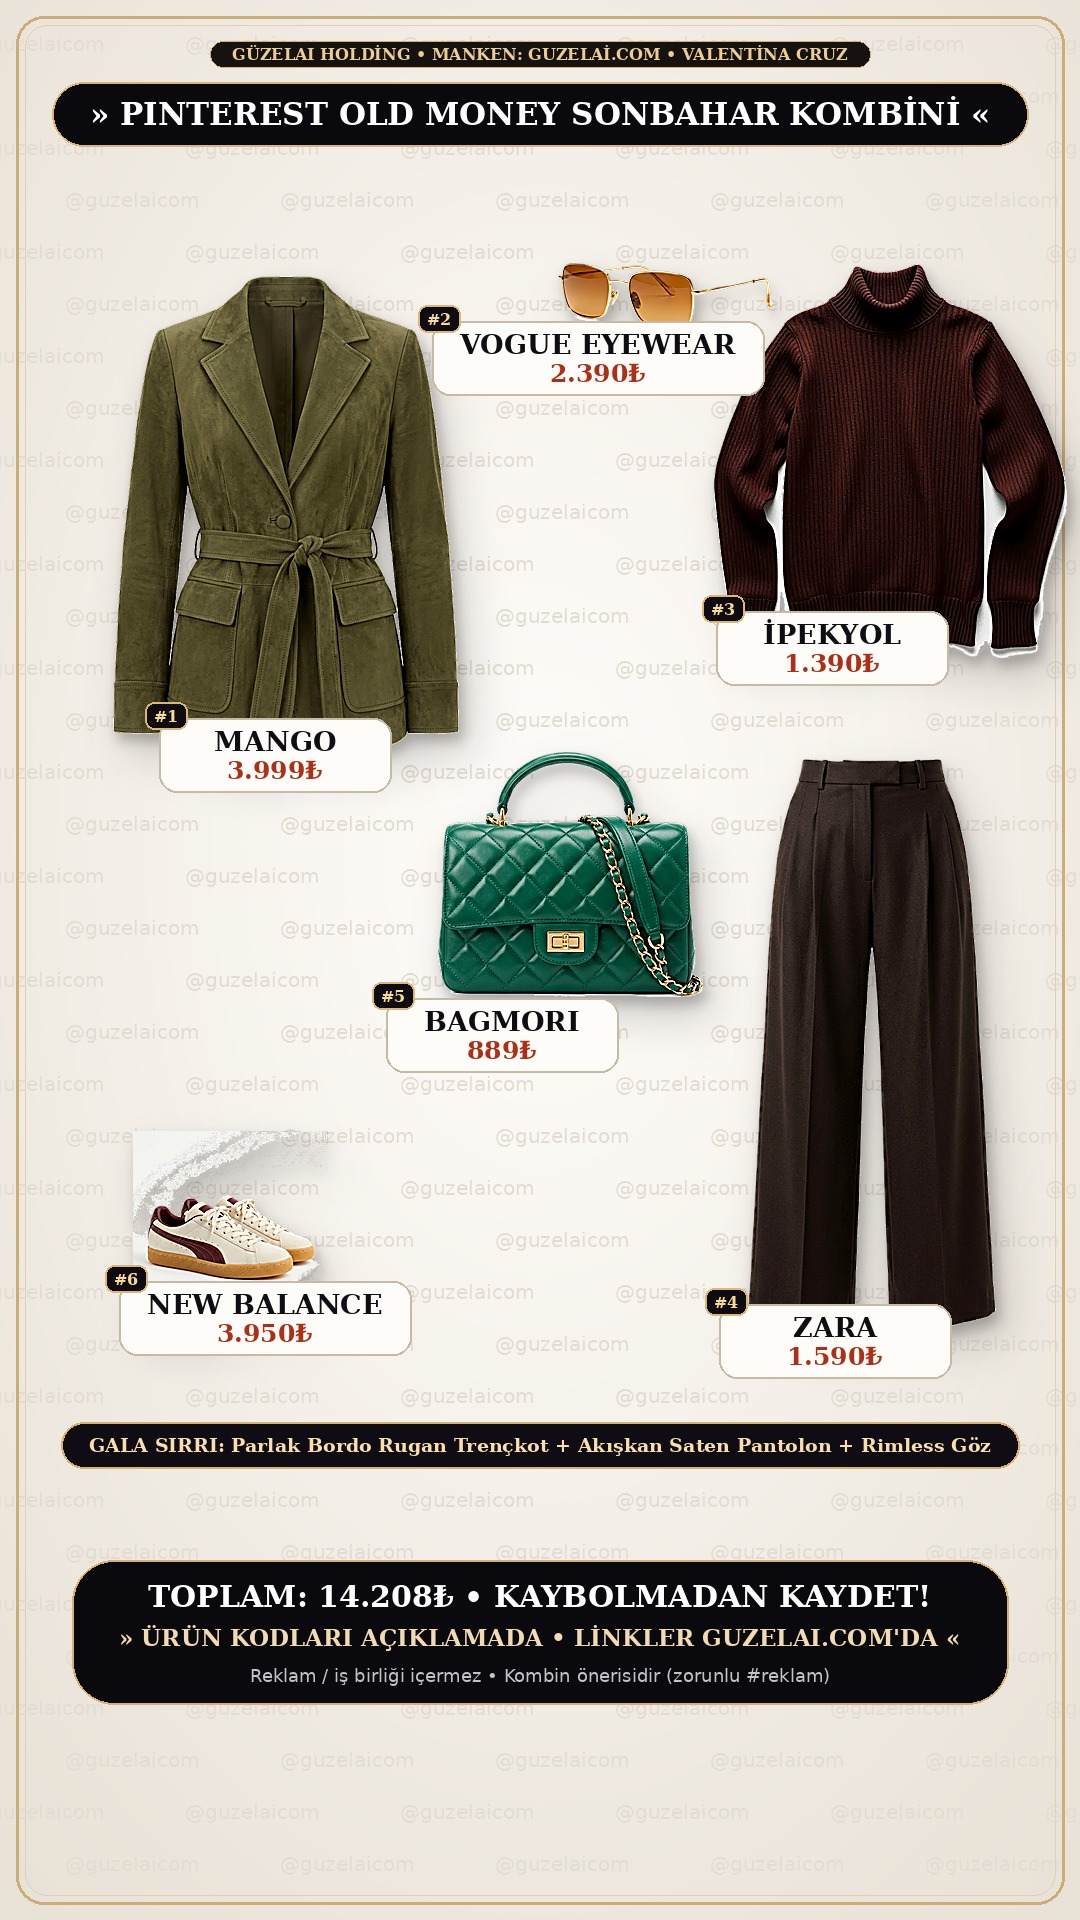 GÜZELAI HOLDİNG • MANKEN: GUZELAİ.COM • VALENTİNA CRUZ
» PINTEREST OLD MONEY SONBAHAR KOMBİNİ «
#2
VOGUE EYEWEAR
2.390₺
#3
İPEKYOL
1.390₺
#1
MANGO
3.999₺
#5
BAGMORI
889₺
#6
NEW BALANCE
3.950₺
#4
ZARA
1.590₺
GALA SIRRI: Parlak Bordo Rugan Trençkot + Akışkan Saten Pantolon + Rimless Göz
TOPLAM: 14.208₺ • KAYBOLMADAN KAYDET!
» ÜRÜN KODLARI AÇIKLAMADA • LİNKLER GUZELAI.COM'DA «
Reklam / iş birliği içermez • Kombin önerisidir (zorunlu #reklam)
@guzelaicom